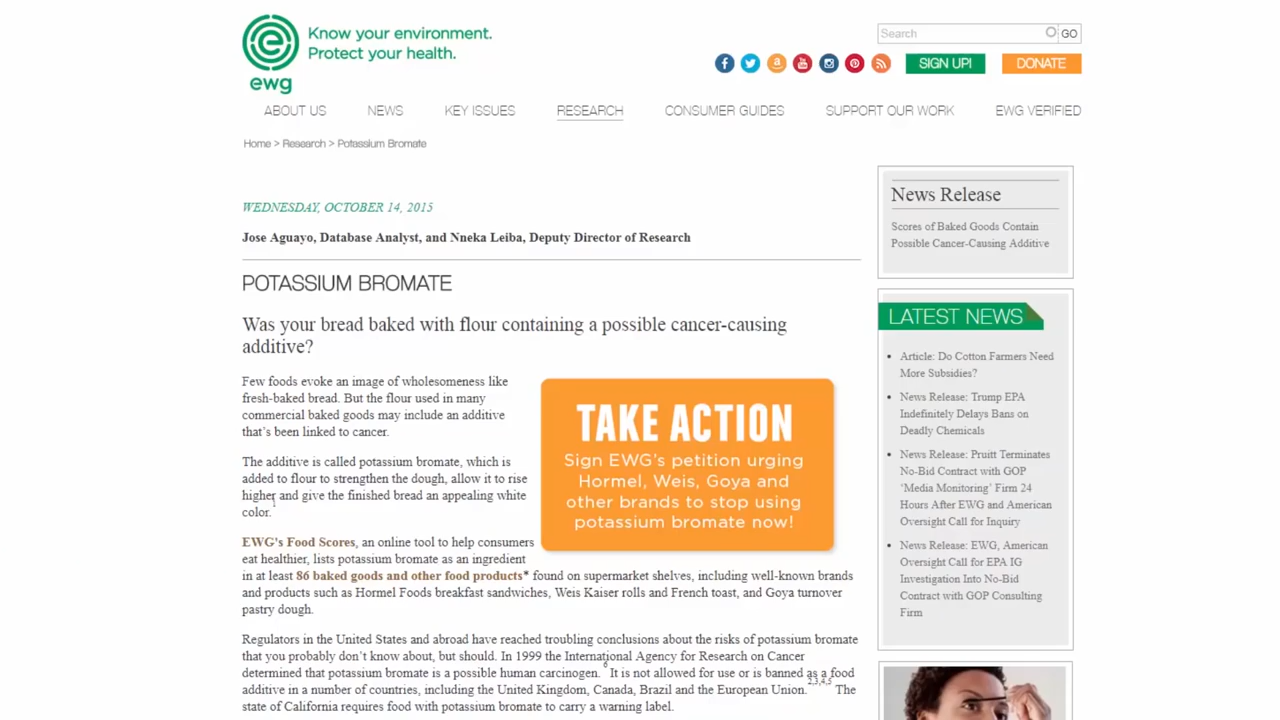 Know your environment.
Protect your health.
ewg
Search
GO
SIGN UP!
DONATE
ABOUT US
NEWS
KEY ISSUES
RESEARCH
CONSUMER GUIDES
SUPPORT OUR WORK
EWG VERIFIED
Home > Research > Potassium Bromate
WEDNESDAY, OCTOBER 14, 2015
Jose Aguayo, Database Analyst, and Nneka Leiba, Deputy Director of Research
POTASSIUM BROMATE
Was your bread baked with flour containing a possible cancer-causing
additive?
Few foods evoke an image of wholesomeness like
fresh-baked bread. But the flour used in many
commercial baked goods may include an additive
that's been linked to cancer.
The additive is called potassium bromate, which is
added to flour to strengthen the dough, allow it to rise
higher and give the finished bread an appealing white
color.
TAKE ACTION
Sign EWG's petition urging
Hormel, Weis, Goya and
other brands to stop using
potassium bromate now!
EWG's Food Scores, an online tool to help consumers
eat healthier, lists potassium bromate as an ingredient
in at least 86 baked goods and other food products* found on supermarket shelves, including well-known brands
and products such as Hormel Foods breakfast sandwiches, Weis Kaiser rolls and French toast, and Goya turnover
pastry dough.
Regulators in the United States and abroad have reached troubling conclusions about the risks of potassium bromate
that you probably don't know about, but should. In 1999 the International Agency for Research on Cancer
determined that potassium bromate is a possible human carcinogen.6 It is not allowed for use or is banned as a food
additive in a number of countries, including the United Kingdom, Canada, Brazil and the European Union.2,3,4,5 The
state of California requires food with potassium bromate to carry a warning label.
News Release
Scores of Baked Goods Contain
Possible Cancer-Causing Additive
LATEST NEWS
• Article: Do Cotton Farmers Need
More Subsidies?
• News Release: Trump EPA
Indefinitely Delays Bans on
Deadly Chemicals
• News Release: Pruitt Terminates
No-Bid Contract with GOP
'Media Monitoring' Firm 24
Hours After EWG and American
Oversight Call for Inquiry
• News Release: EWG, American
Oversight Call for EPA IG
Investigation Into No-Bid
Contract with GOP Consulting
Firm